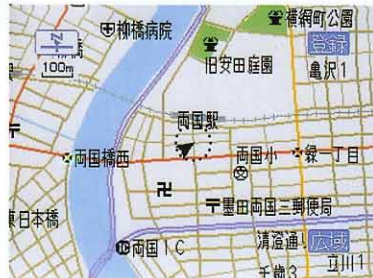 柳橋病院
横網町公園
登録
100m
旧安田庭園
亀沢1
両国駅
両国橋西
両国小
緑一丁目
東日本橋
墨田両国三郵便局
両国IC
清澄通り
広域
千歳3
立川1